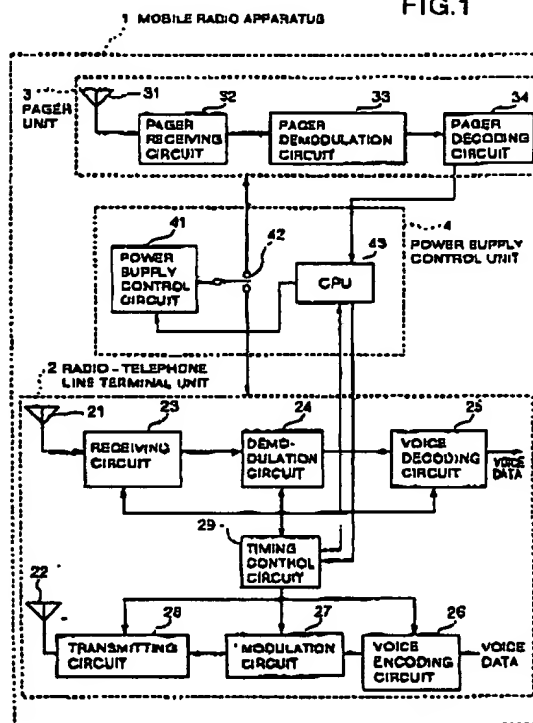 FIG.1
1 MOBILE RADIO APPARATUS
3 PAGER
UNIT
31
32
33
34
PAGER
RECEIVING
CIRCUIT
PAGER
DEMODULATION
CIRCUIT
PAGER
DECODING
CIRCUIT
4
POWER SUPPLY
CONTROL UNIT
41
42
43
POWER
SUPPLY
CONTROL
CIRCUIT
CPU
2 RADIO - TELEPHONE
LINE TERMINAL UNIT
21
23
24
25
RECEIVING
CIRCUIT
DEMO-
DULATION
CIRCUIT
VOICE
DECODING
CIRCUIT
VOICE
DATA
29
TIMING
CONTROL
CIRCUIT
22
28
27
26
TRANSMITTING
CIRCUIT
MODULATION
CIRCUIT
VOICE
ENCODING
CIRCUIT
VOICE
DATA